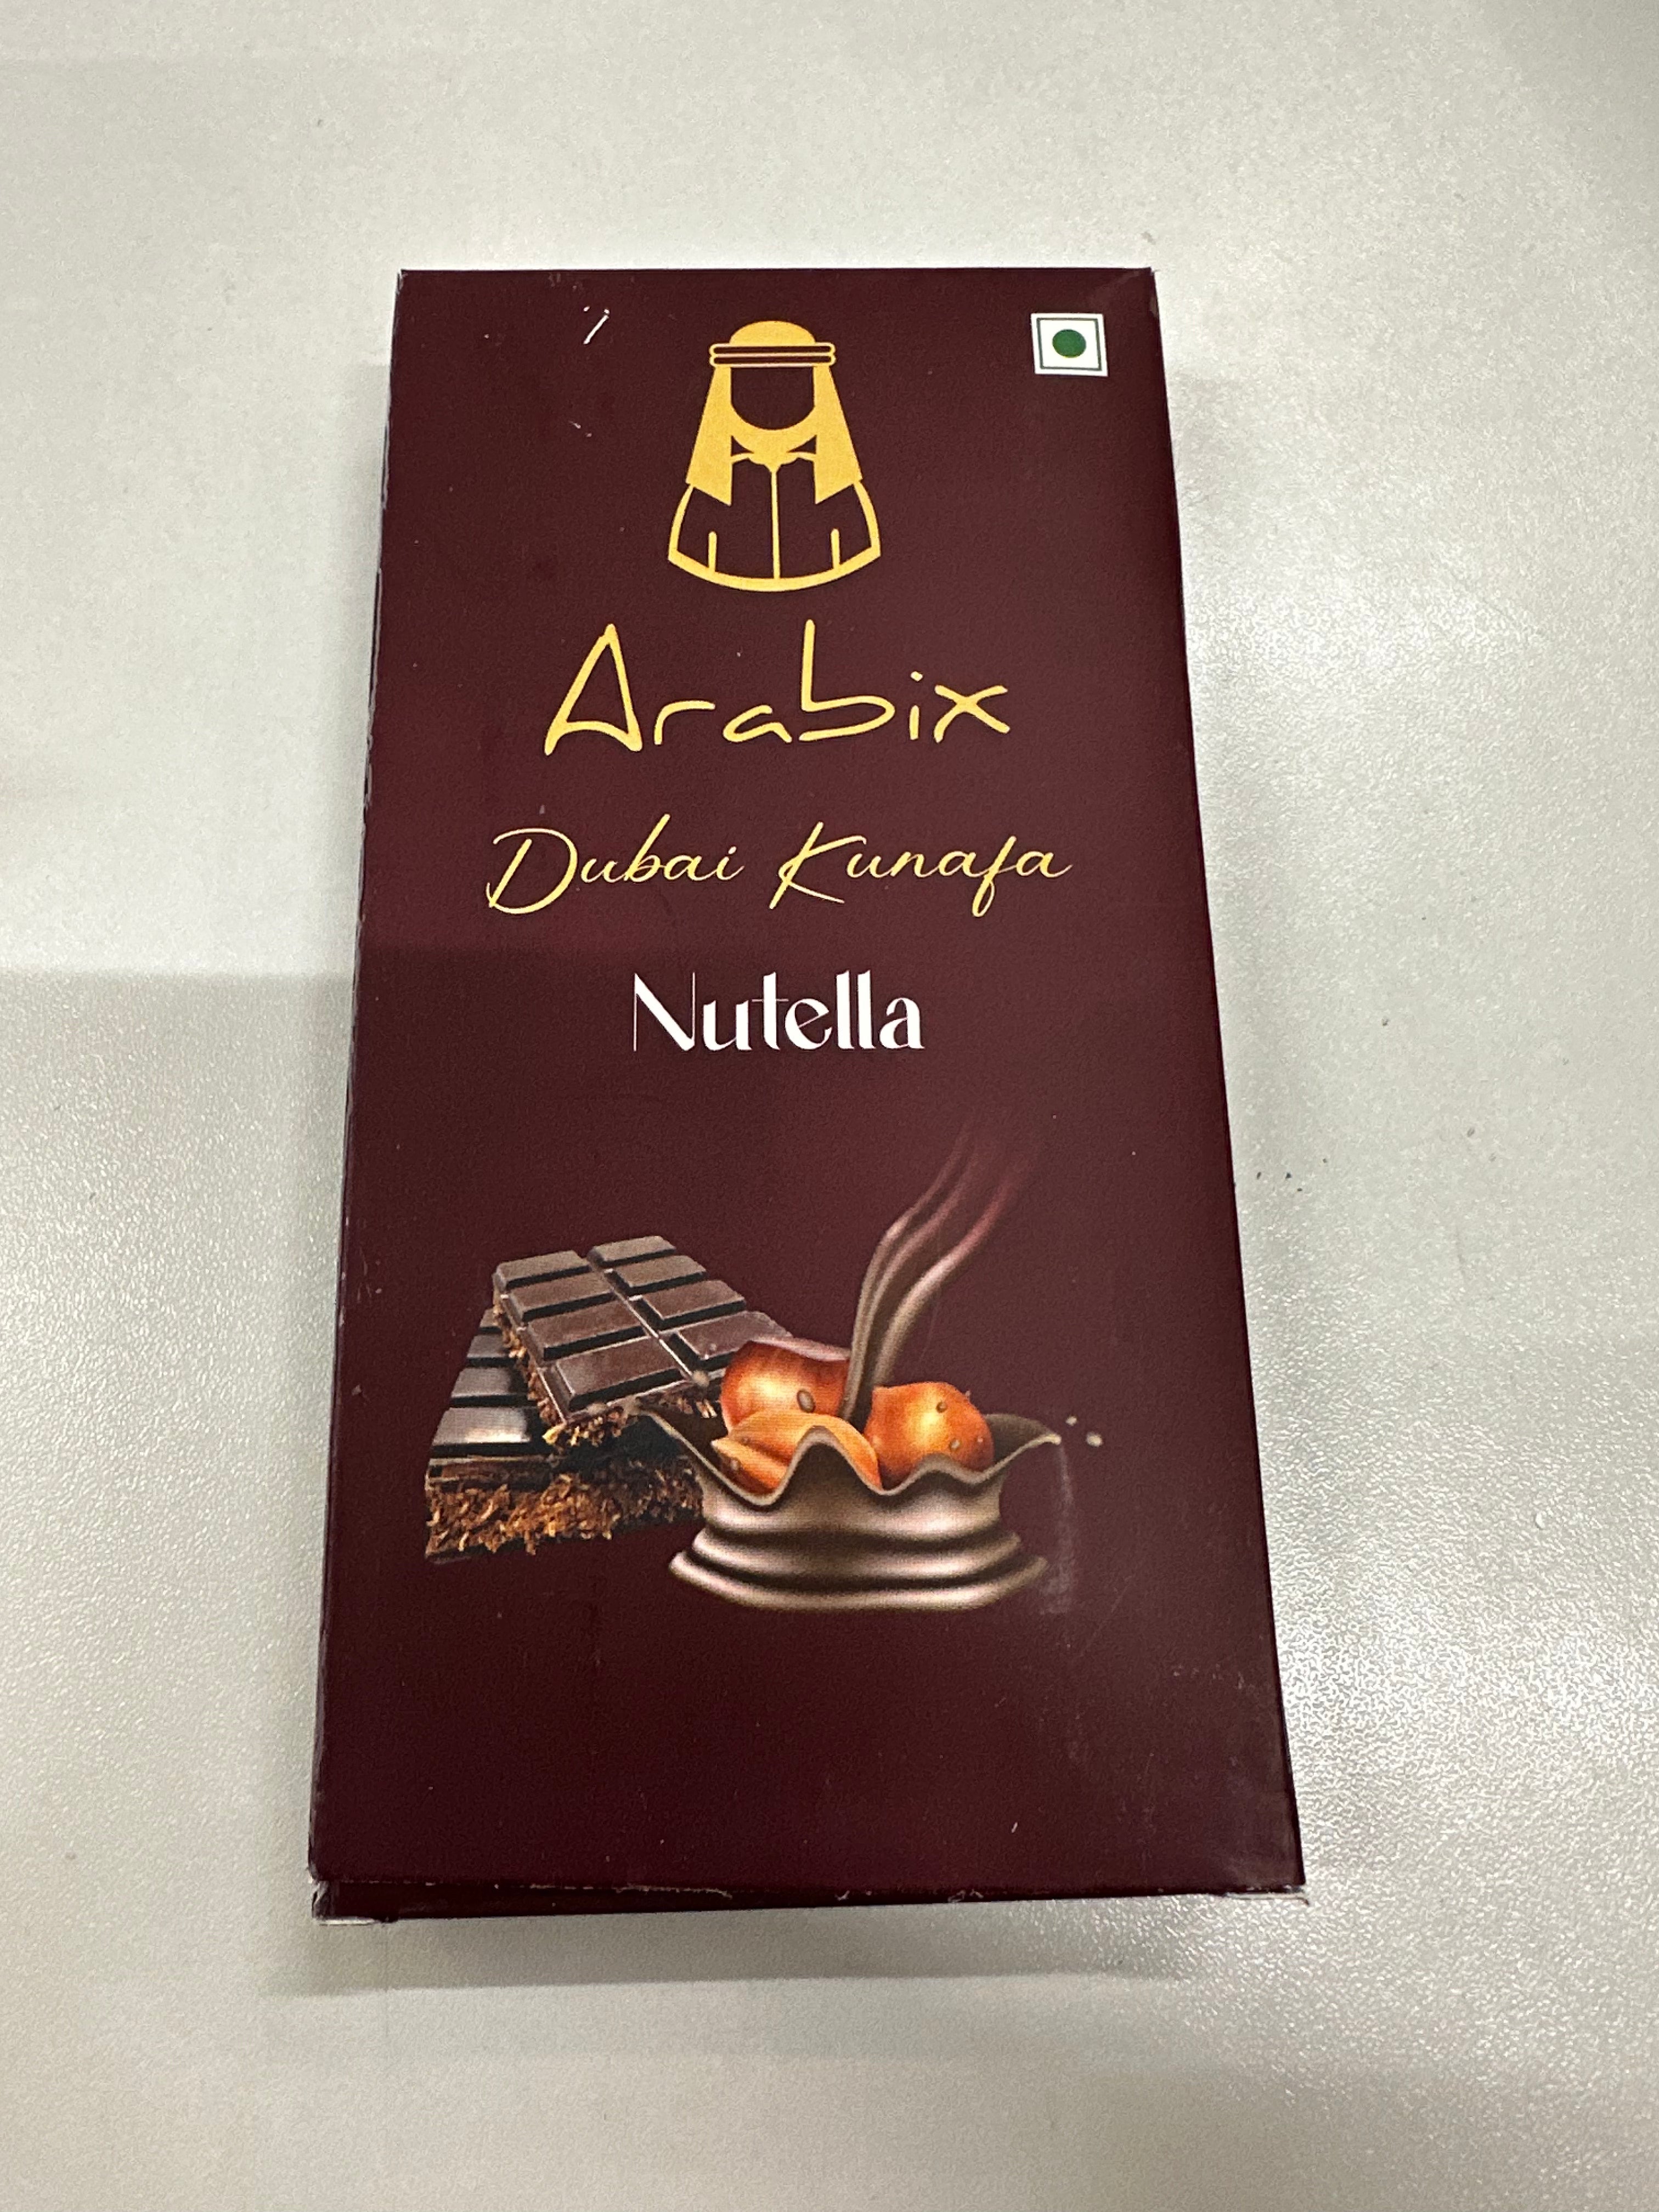 Arabix
Dubai Kunafa
Nutella